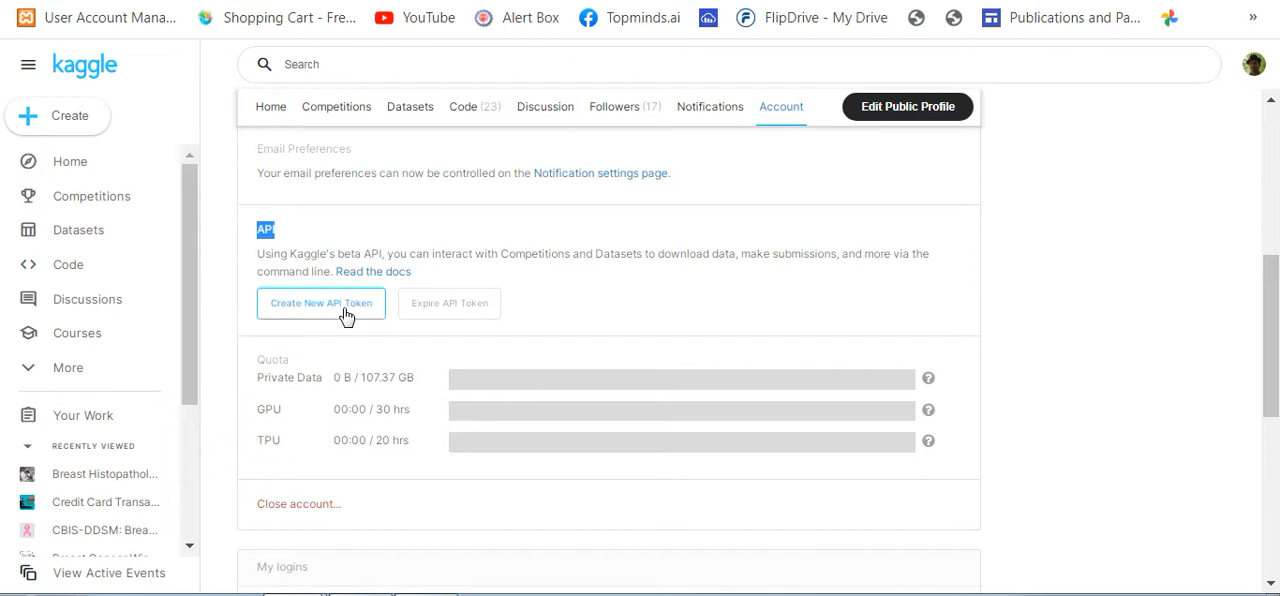 User Account Mana...
Shopping Cart - Fre...
YouTube
Alert Box
Topminds.ai
FlipDrive - My Drive
Publications and Pa...
»
kaggle
Search
Create
Home
Competitions
Datasets
Code (23)
Discussion
Followers (17)
Notifications
Account
Edit Public Profile
Home
Competitions
Datasets
Code
Discussions
Courses
More
Your Work
RECENTLY VIEWED
Breast Histopathol...
Credit Card Transa...
CBIS-DDSM: Brea...
View Active Events
Email Preferences
Your email preferences can now be controlled on the Notification settings page.
API
Using Kaggle's beta API, you can interact with Competitions and Datasets to download data, make submissions, and more via the
command line. Read the docs
Create New API Token
Expire API Token
Quota
Private Data 0 B / 107.37 GB ?
GPU 00:00 / 30 hrs ?
TPU 00:00 / 20 hrs ?
Close account...
My logins